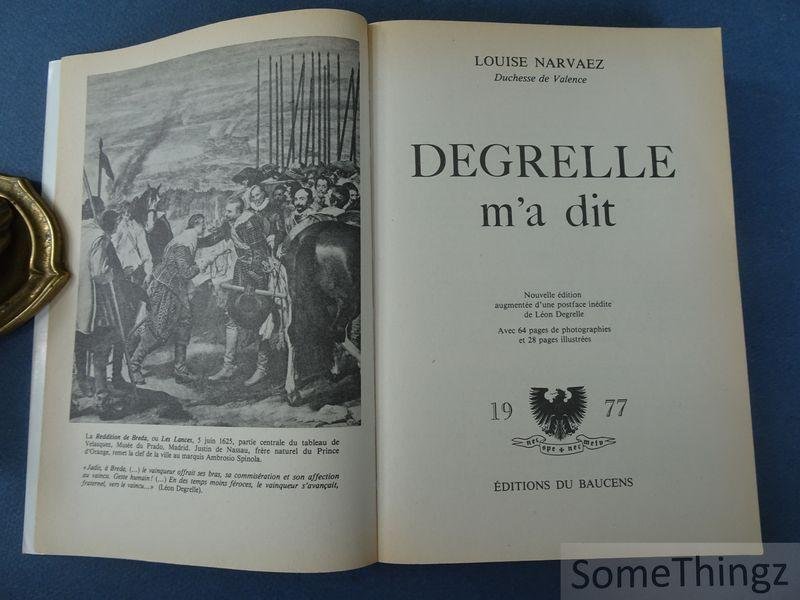 La Reddition de Breda, ou Les Lances, 5 juin 1625, partie centrale du tableau de
Velasquez, Musée du Prado, Madrid. Justin de Nassau, frère naturel du Prince
d'Orange, remet la clef de la ville au marquis Ambrosio Spinola.
« Jadis, à Breda, (...) le vainqueur offrait ses bras, sa commisération et son affection
au vaincu. Geste humain ! (...) En des temps moins féroces, le vainqueur s'avançait,
fraternel, vers le vaincu... » (Léon Degrelle).
LOUISE NARVAEZ
Duchesse de Valence
DEGRELLE
m'a dit
Nouvelle édition
augmentée d'une postface inédite
de Léon Degrelle
Avec 64 pages de photographies
et 28 pages illustrées
19 77
nec spe nec metu
ÉDITIONS DU BAUCENS
SomeThingz